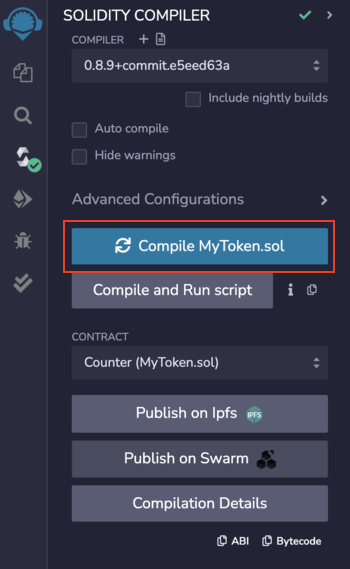 SOLIDITY COMPILER
COMPILER
0.8.9+commit.e5eed63a
Include nightly builds
Auto compile
Hide warnings
Advanced Configurations
Compile MyToken.sol
Compile and Run script
CONTRACT
Counter (MyToken.sol)
Publish on Ipfs IPFS
Publish on Swarm
Compilation Details
ABI Bytecode